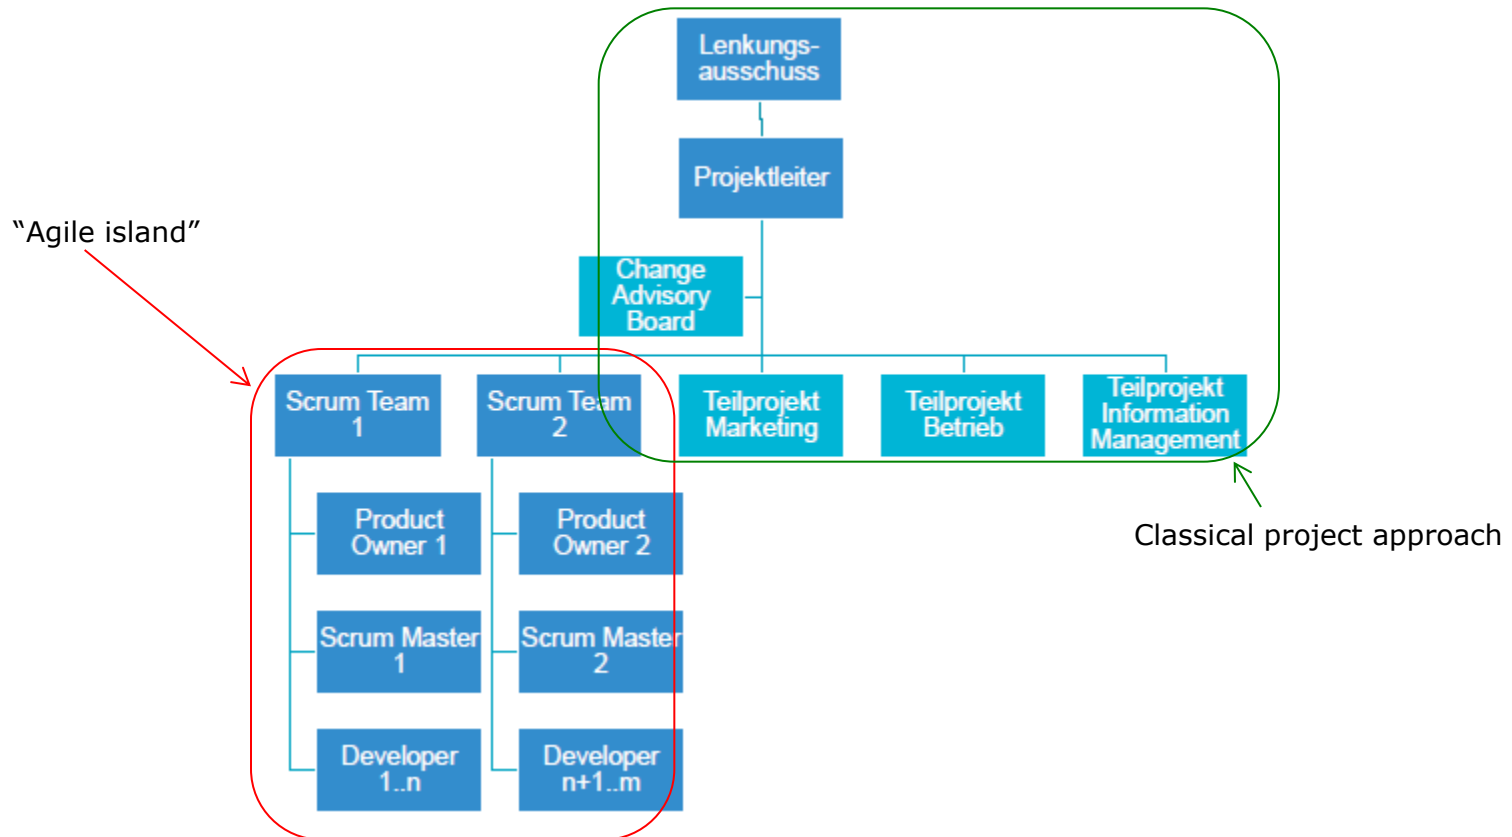 Lenkungs-
ausschuss
Projektleiter
“Agile island”
Change
Advisory
Board
Scrum Team
1
Scrum Team
2
Teilprojekt
Marketing
Teilprojekt
Betrieb
Teilprojekt
Information
Management
Product
Owner 1
Product
Owner 2
Classical project approach
Scrum Master
1
Scrum Master
2
Developer
1..n
Developer
n+1..m